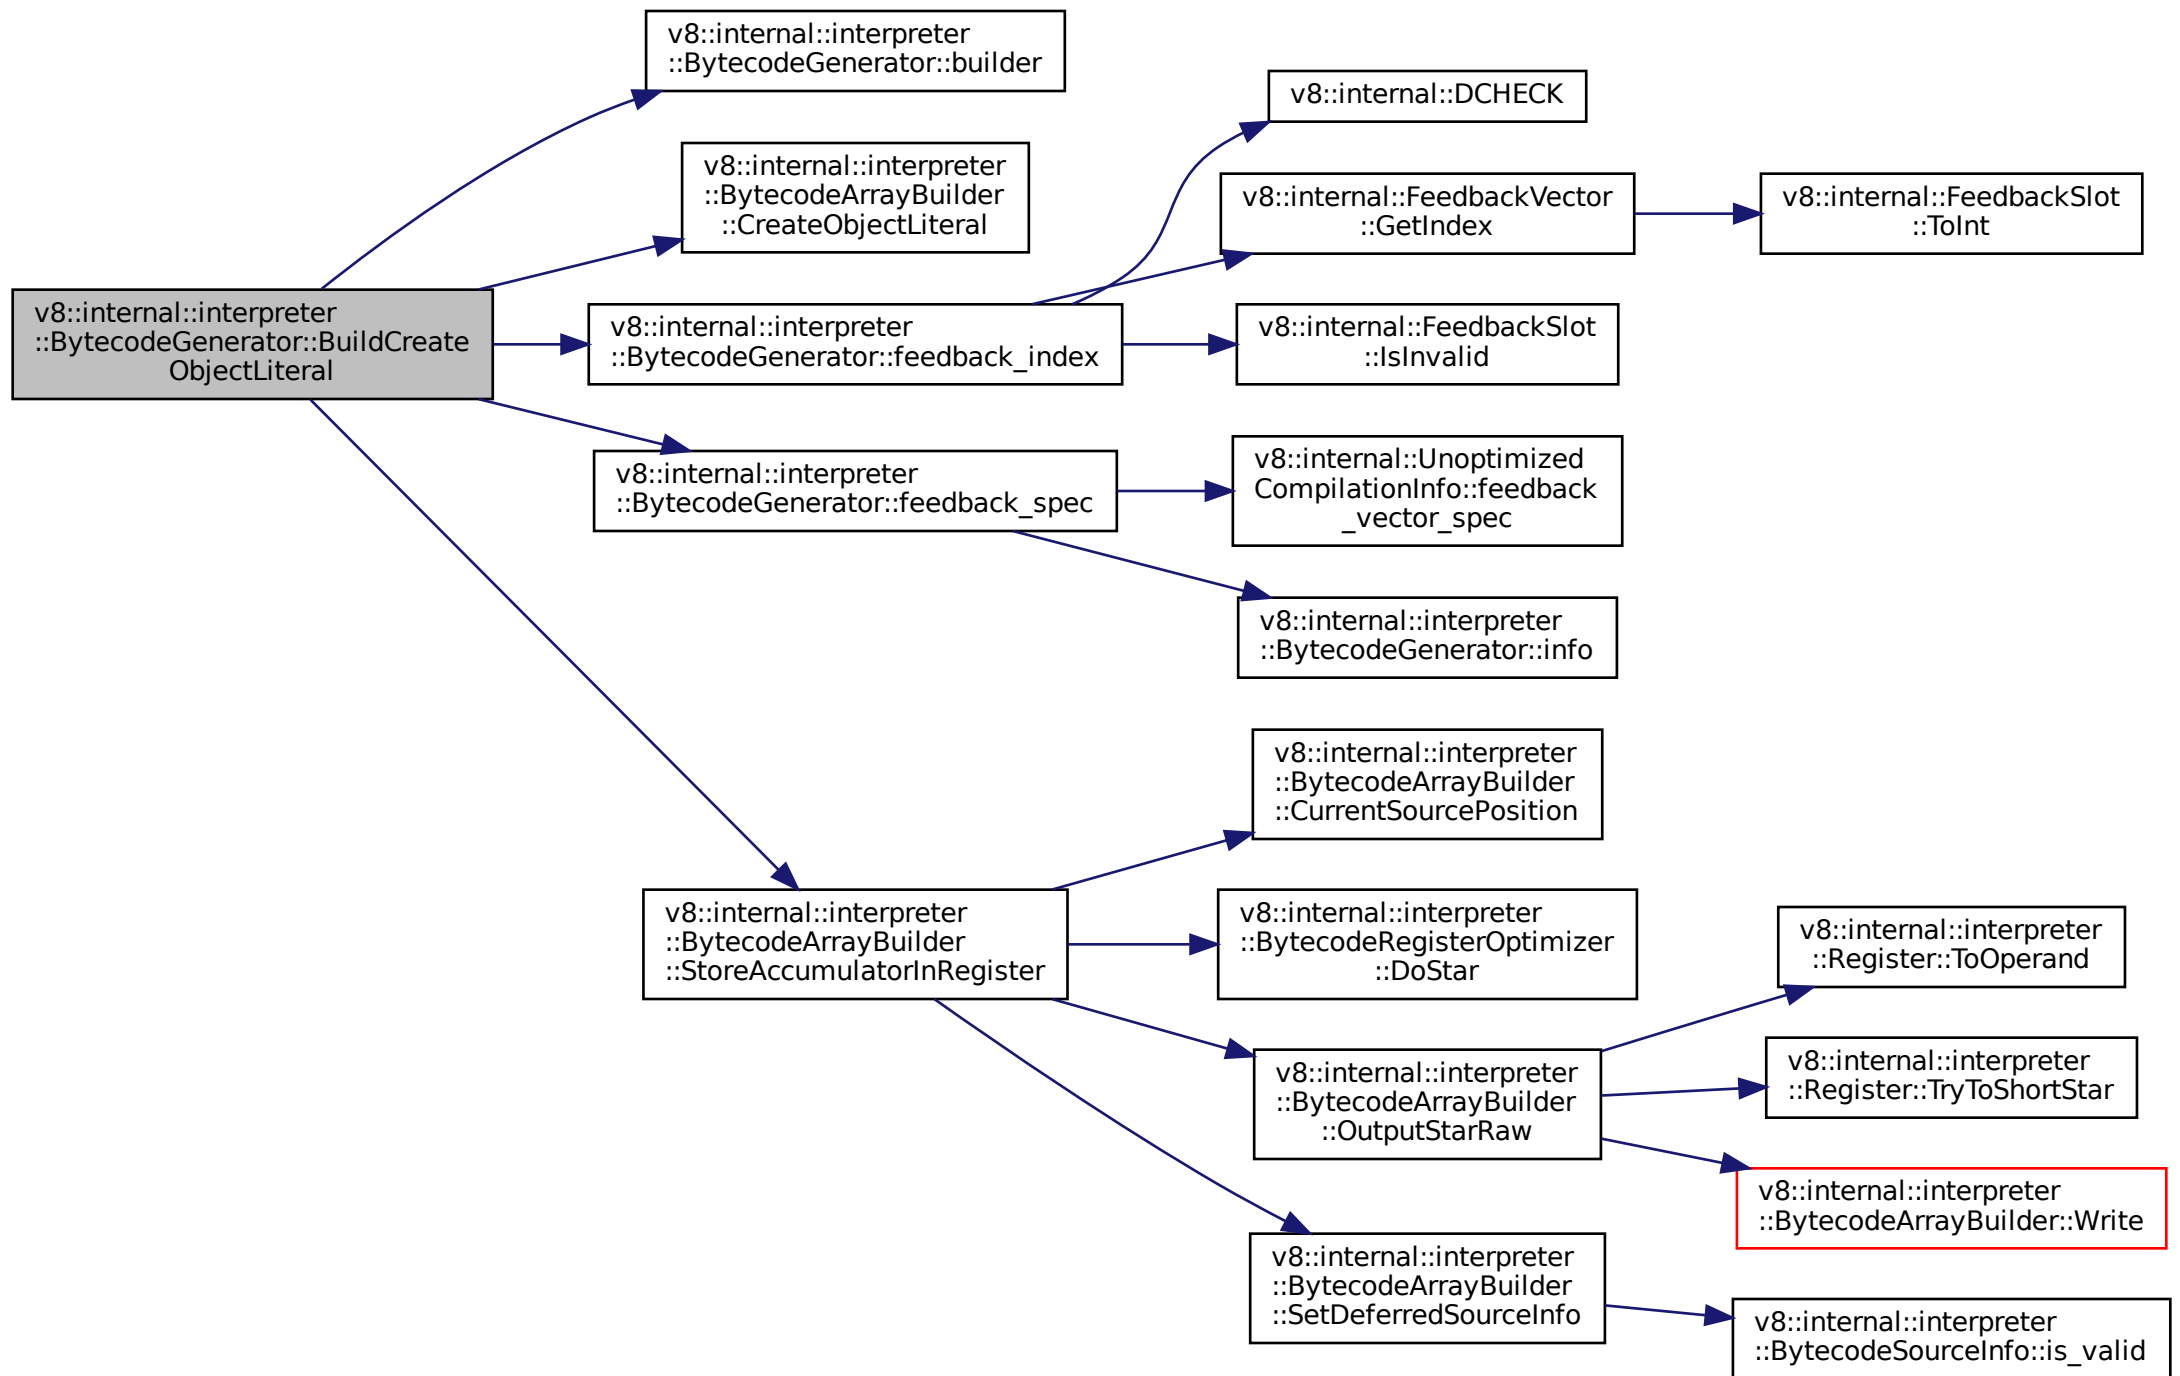 v8::internal::interpreter
::BytecodeGenerator::BuildCreate
ObjectLiteral
v8::internal::interpreter
::BytecodeGenerator::builder
v8::internal::interpreter
::BytecodeArrayBuilder
::CreateObjectLiteral
v8::internal::interpreter
::BytecodeGenerator::feedback_index
v8::internal::DCHECK
v8::internal::FeedbackVector
::GetIndex
v8::internal::FeedbackSlot
::ToInt
v8::internal::FeedbackSlot
::IsInvalid
v8::internal::interpreter
::BytecodeGenerator::feedback_spec
v8::internal::Unoptimized
CompilationInfo::feedback
_vector_spec
v8::internal::interpreter
::BytecodeGenerator::info
v8::internal::interpreter
::BytecodeArrayBuilder
::StoreAccumulatorInRegister
v8::internal::interpreter
::BytecodeArrayBuilder
::CurrentSourcePosition
v8::internal::interpreter
::BytecodeRegisterOptimizer
::DoStar
v8::internal::interpreter
::BytecodeArrayBuilder
::OutputStarRaw
v8::internal::interpreter
::Register::ToOperand
v8::internal::interpreter
::Register::TryToShortStar
v8::internal::interpreter
::BytecodeArrayBuilder::Write
v8::internal::interpreter
::BytecodeArrayBuilder
::SetDeferredSourceInfo
v8::internal::interpreter
::BytecodeSourceInfo::is_valid